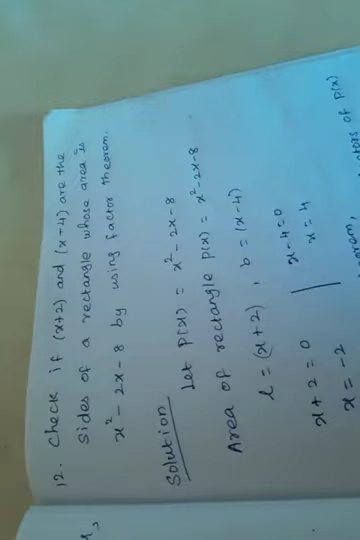 12. Check if (x+2) and (x-4) are the
sides of a rectangle whose area is
x² - 2x - 8 by using factor theorem.
Solution Let P(x) = x² - 2x - 8
Area of rectangle p(x) = x² - 2x - 8
l = (x+2) , b = (x-4)
x+2 = 0 | x-4=0
x = -2 | x = 4
of P(x)